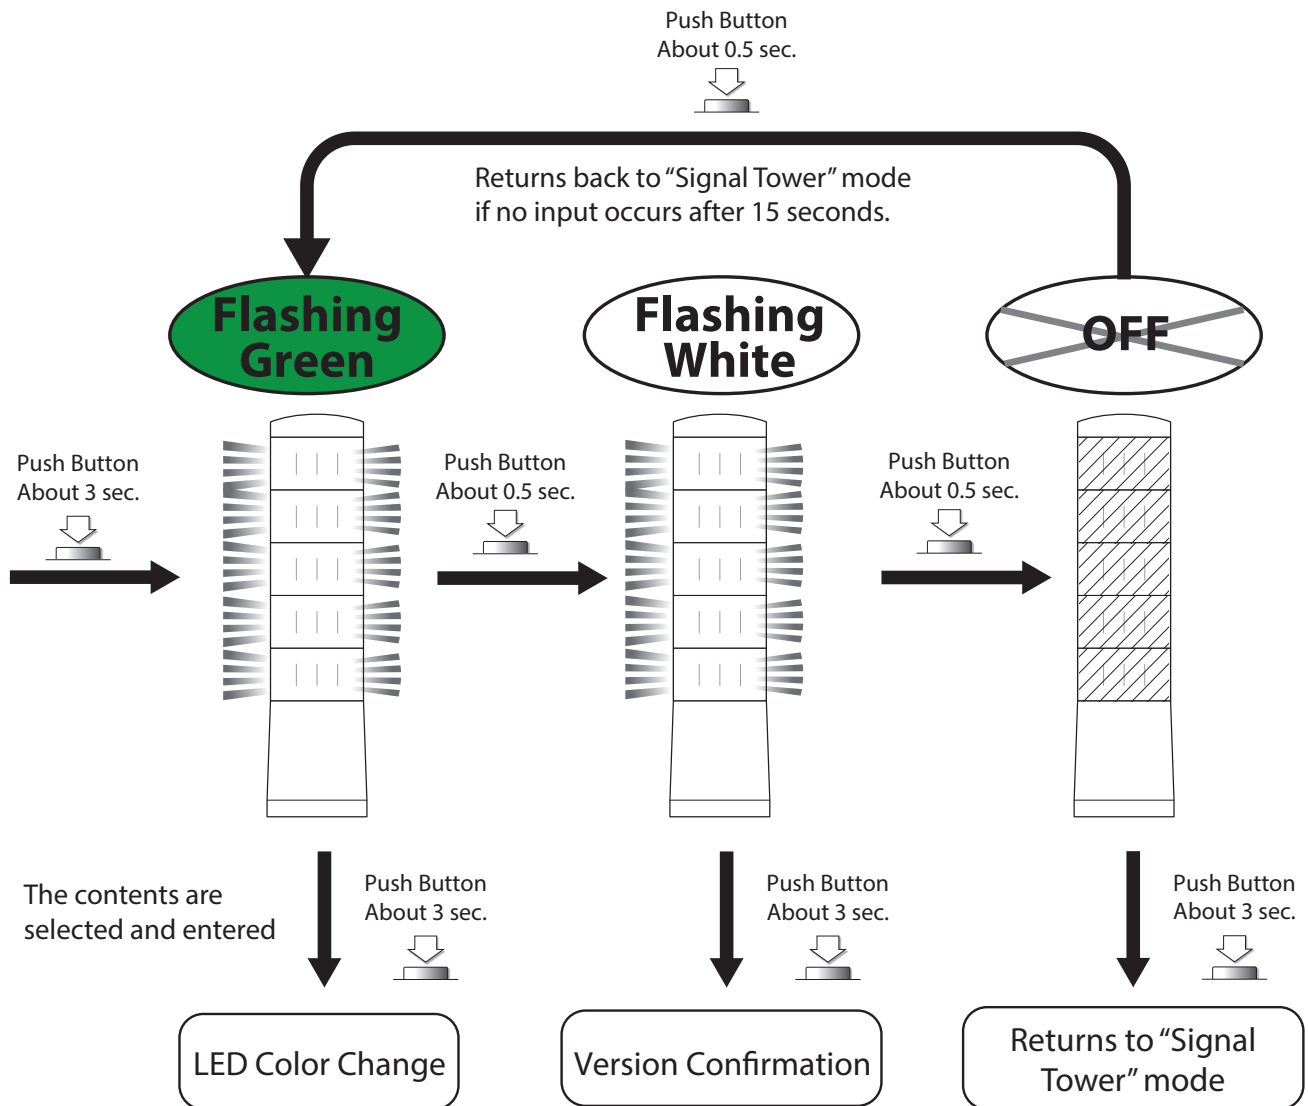 Push Button
About 0.5 sec.
Returns back to “Signal Tower” mode
if no input occurs after 15 seconds.
Flashing
Green
Flashing
White
OFF
Push Button
About 3 sec.
Push Button
About 0.5 sec.
Push Button
About 0.5 sec.
The contents are
selected and entered
Push Button
About 3 sec.
Push Button
About 3 sec.
Push Button
About 3 sec.
LED Color Change
Version Confirmation
Returns to “Signal
Tower” mode